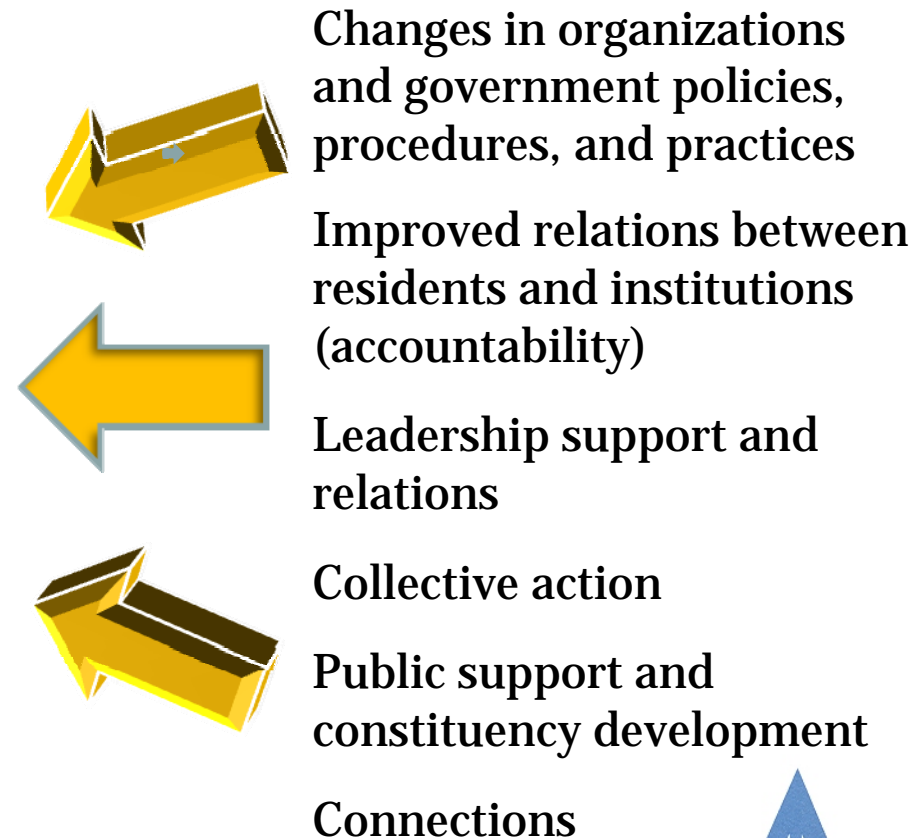 Changes in organizations
and government policies,
procedures, and practices
Improved relations between
residents and institutions
(accountability)
Leadership support and
relations
Collective action
Public support and
constituency development
Connections